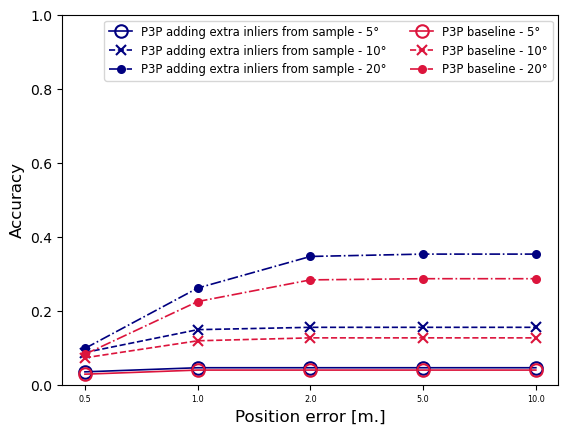 P3P adding extra inliers from sample - 5°
P3P adding extra inliers from sample - 10°
P3P adding extra inliers from sample - 20°
P3P baseline - 5°
P3P baseline - 10°
P3P baseline - 20°
1.0
0.8
0.6
0.4
0.2
0.0
Accuracy
0.5 1.0 2.0 5.0 10.0
Position error [m.]